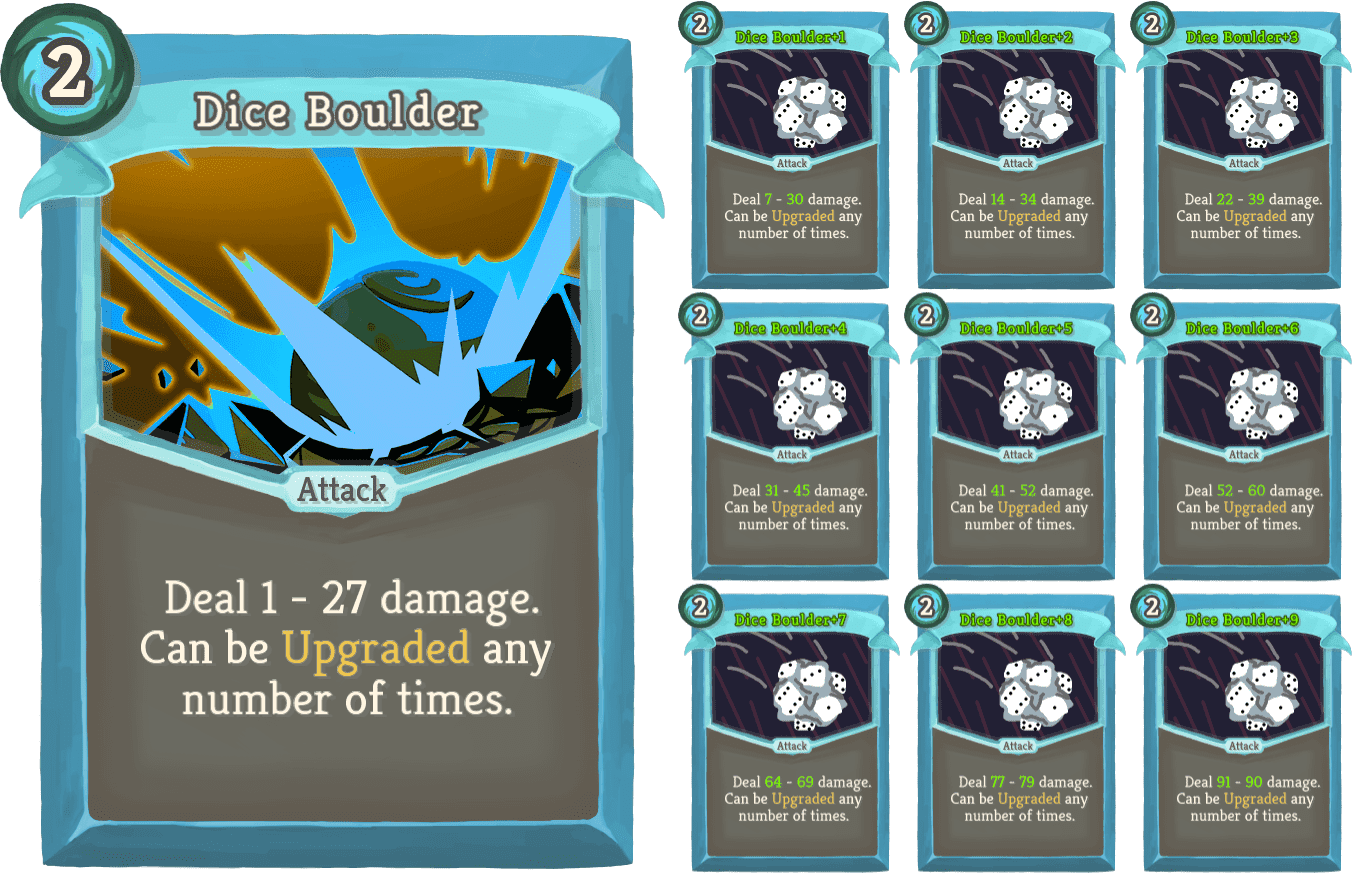 2
Dice Boulder
Attack
Deal 1 - 27 damage.
Can be Upgraded any
number of times.
2
Dice Boulder+1
Attack
Deal 7 - 30 damage.
Can be Upgraded any
number of times.
2
Dice Boulder+2
Attack
Deal 14 - 34 damage.
Can be Upgraded any
number of times.
2
Dice Boulder+3
Attack
Deal 22 - 39 damage.
Can be Upgraded any
number of times.
2
Dice Boulder+4
Attack
Deal 31 - 45 damage.
Can be Upgraded any
number of times.
2
Dice Boulder+5
Attack
Deal 41 - 52 damage.
Can be Upgraded any
number of times.
2
Dice Boulder+6
Attack
Deal 52 - 60 damage.
Can be Upgraded any
number of times.
2
Dice Boulder+7
Attack
Deal 64 - 69 damage.
Can be Upgraded any
number of times.
2
Dice Boulder+8
Attack
Deal 77 - 79 damage.
Can be Upgraded any
number of times.
2
Dice Boulder+9
Attack
Deal 91 - 90 damage.
Can be Upgraded any
number of times.